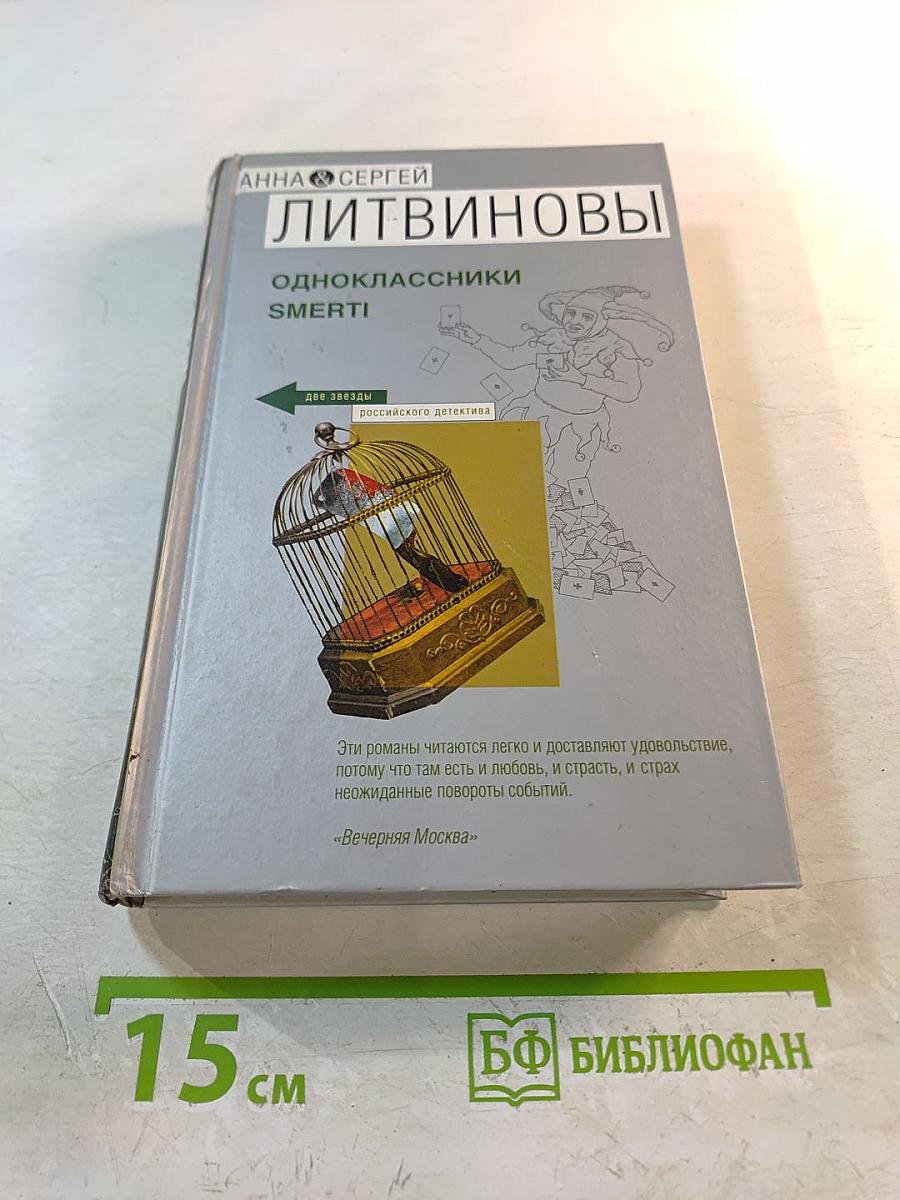 АННА & СЕРГЕЙ
ЛИТВИНОВЫ
ОДНОКЛАССНИКИ
SMERTI
две звезды
российского детектива
Эти романы читаются легко и доставляют удовольствие,
потому что там есть и любовь, и страсть, и страх
неожиданные повороты событий.
«Вечерняя Москва»
15 см
БФ БИБЛИОФАН